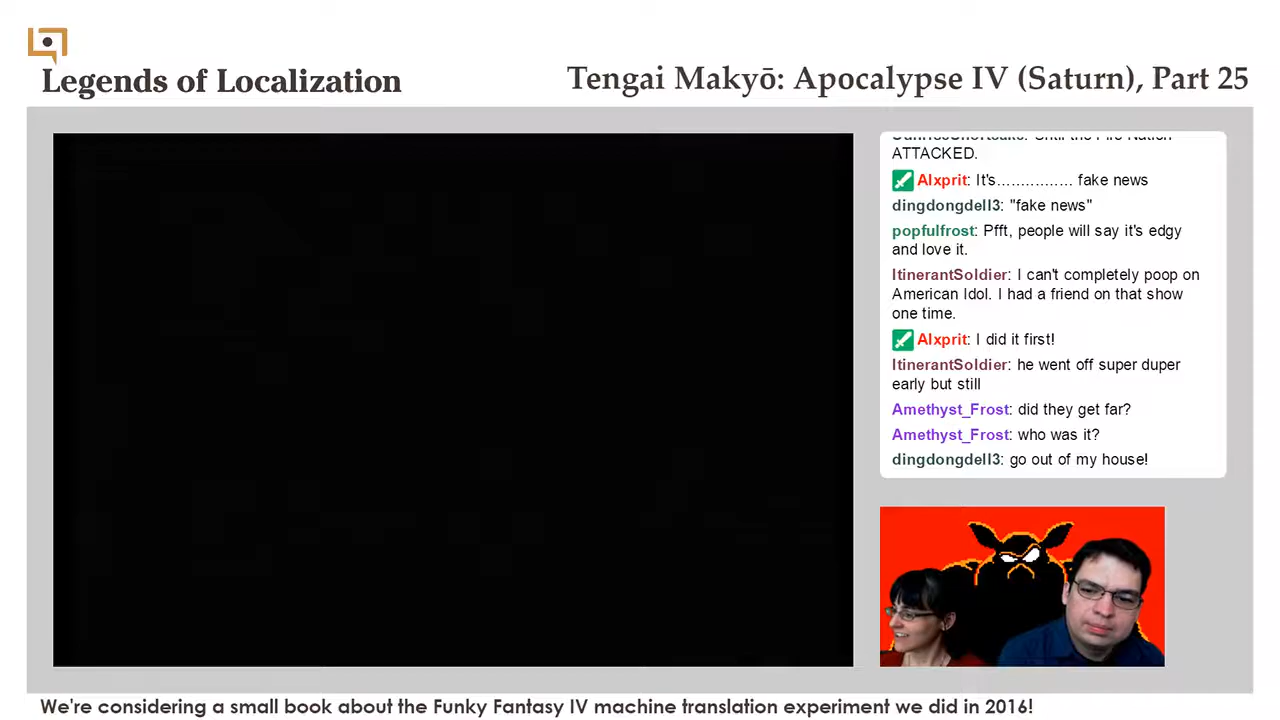 Legends of Localization
Tengai Makyō: Apocalypse IV (Saturn), Part 25
ATTACKED.
Alxprit: It's............... fake news
dingdongdell3: "fake news"
popfulfrost: Pfft, people will say it's edgy
and love it.
ItinerantSoldier: I can't completely poop on
American Idol. I had a friend on that show
one time.
Alxprit: I did it first!
ItinerantSoldier: he went off super duper
early but still
Amethyst_Frost: did they get far?
Amethyst_Frost: who was it?
dingdongdell3: go out of my house!
We're considering a small book about the Funky Fantasy IV machine translation experiment we did in 2016!